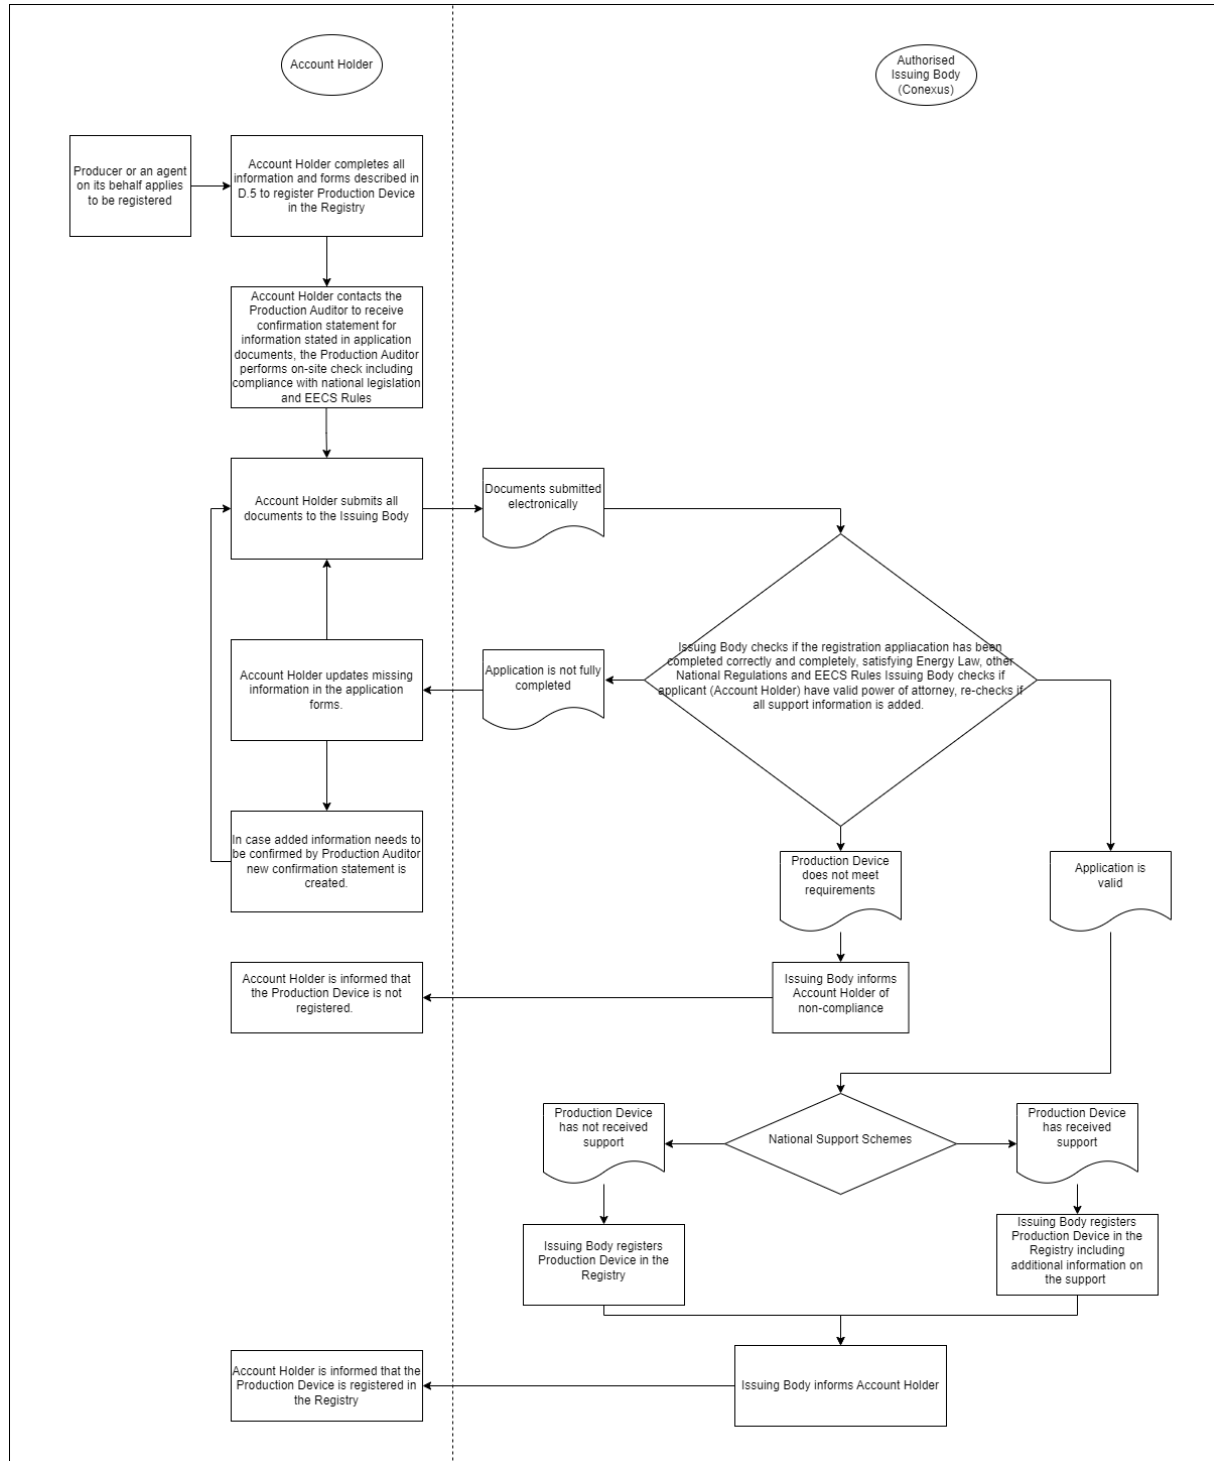 Account Holder
Authorised
Issuing Body
(Conexus)
Producer or an agent
on its behalf applies
to be registered
Account Holder completes all
information and forms described in
D.5 to register Production Device
in the Registry
Account Holder contacts the
Production Auditor to receive
confirmation statement for
information stated in application
documents, the Production Auditor
performs on-site check including
compliance with national legislation
and EECS Rules
Account Holder submits all
documents to the Issuing Body
Documents submitted
electronically
Issuing Body checks if the registration appliacation has been
completed correctly and completely, satisfying Energy Law, other
National Regulations and EECS Rules Issuing Body checks if
applicant (Account Holder) have valid power of attorney, re-checks if
all support information is added.
Application is not fully
completed
Account Holder updates missing
information in the application
forms.
In case added information needs to
be confirmed by Production Auditor
new confirmation statement is
created.
Production Device
does not meet
requirements
Application is
valid
Account Holder is informed that
the Production Device is not
registered.
Issuing Body informs
Account Holder of
non-compliance
Production Device
has not received
support
National Support Schemes
Production Device
has received
support
Issuing Body registers
Production Device in the
Registry
Issuing Body registers
Production Device in the
Registry including
additional information on
the support
Account Holder is informed that the
Production Device is registered in
the Registry
Issuing Body informs Account Holder